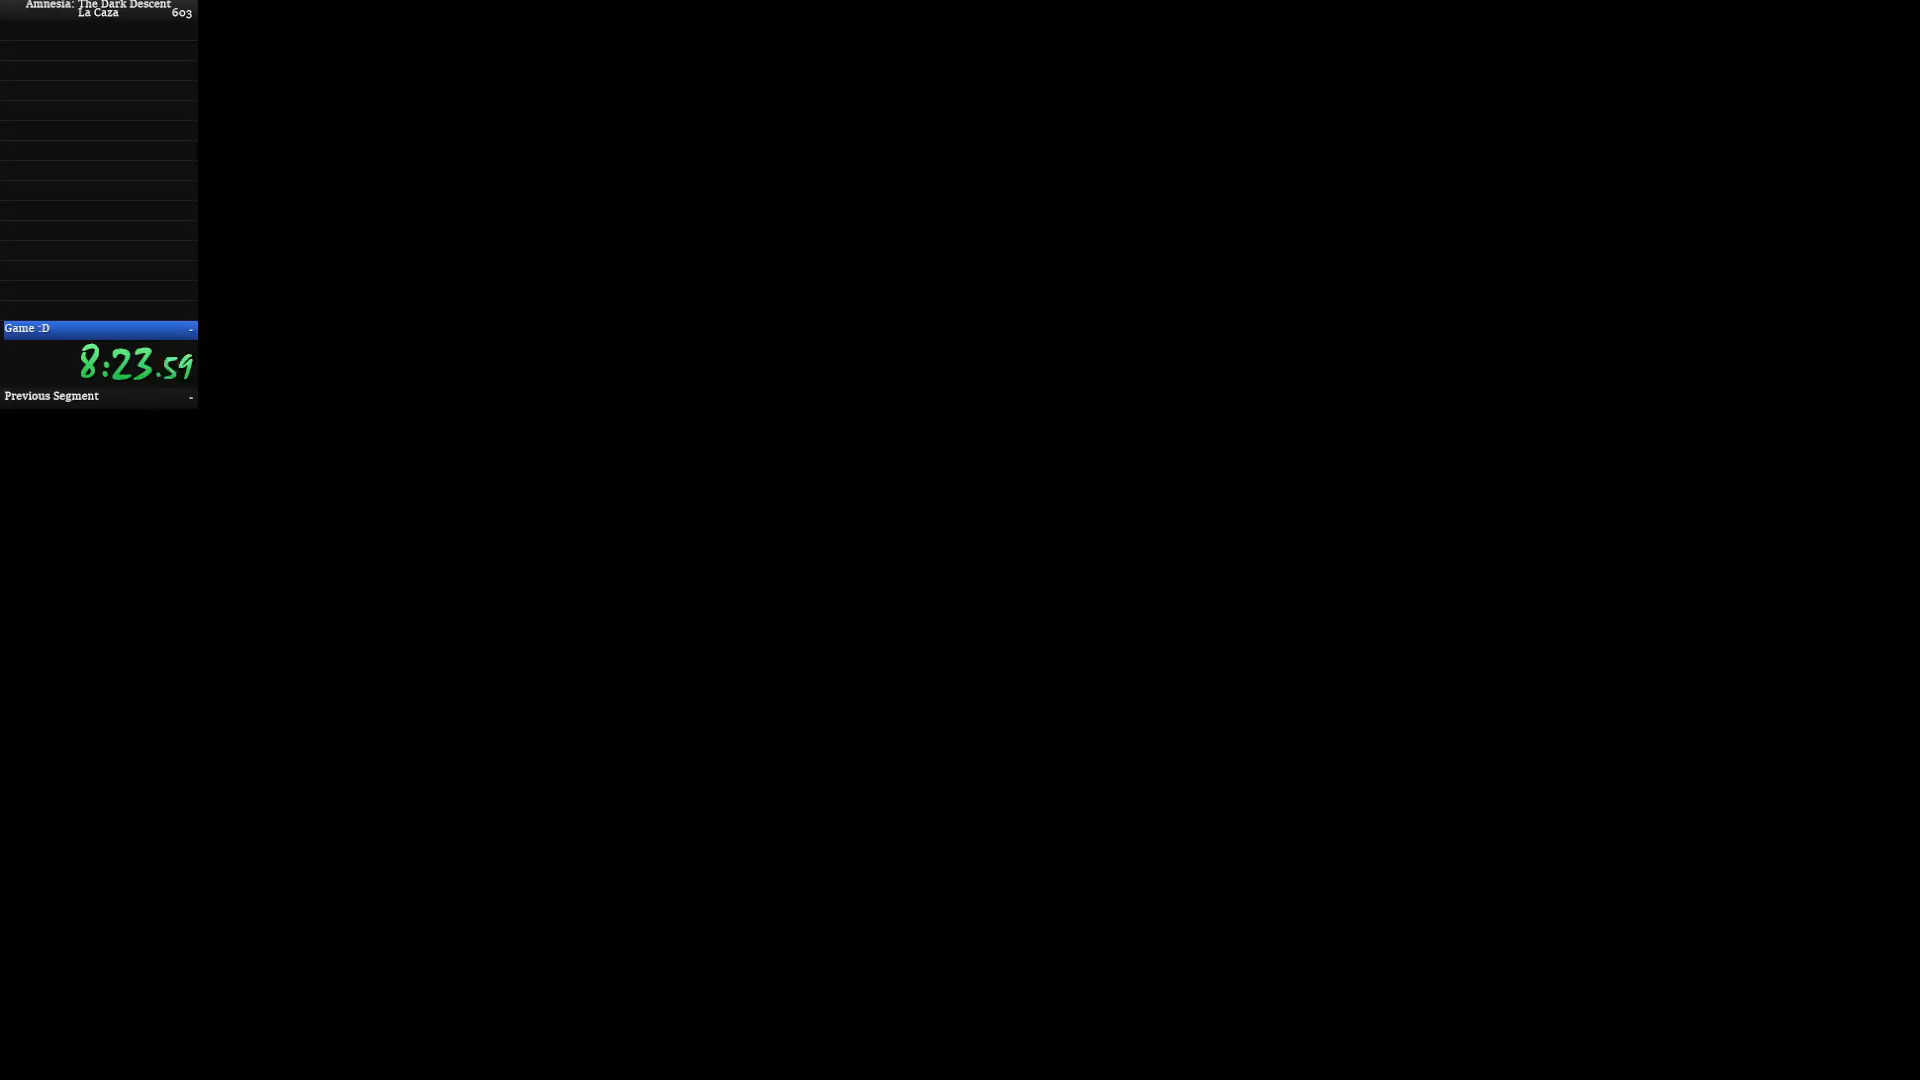 Amnesia: The Dark Descent
La Caza 603
Game :D -
8:23.59
Previous Segment -